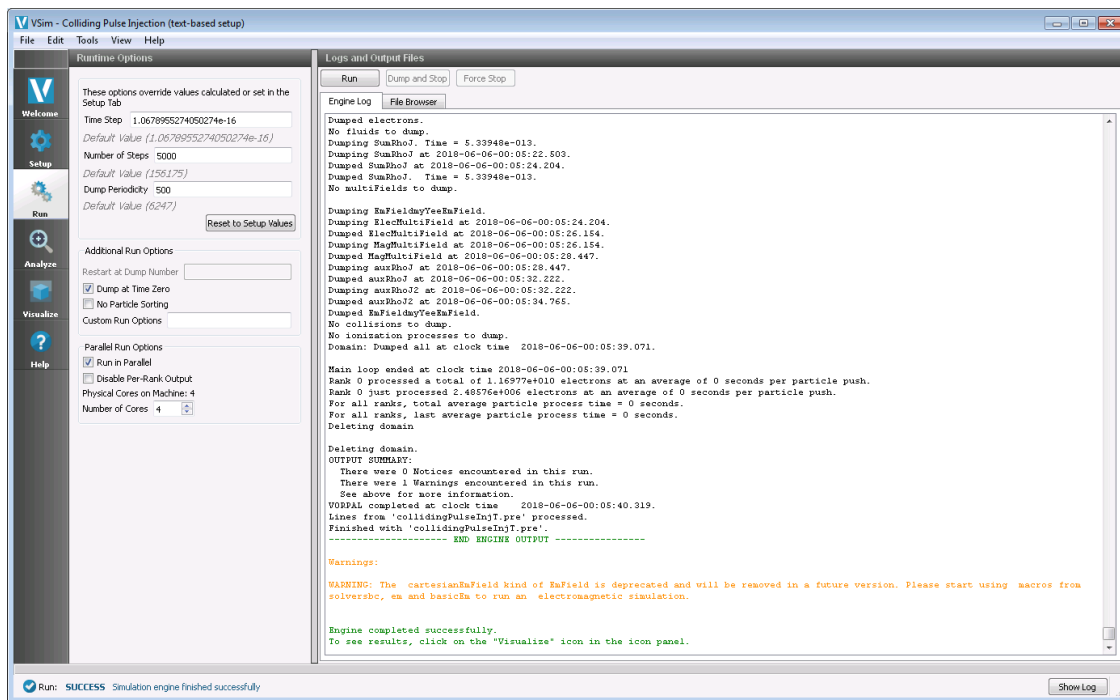 VSim - Colliding Pulse Injection (text-based setup)
File Edit Tools View Help
Runtime Options
Logs and Output Files
Welcome
Setup
Run
Analyze
Visualize
Help
These options override values calculated or set in the
Setup Tab
Time Step 1.0678955274050274e-16
Default Value (1.0678955274050274e-16)
Number of Steps 5000
Default Value (156175)
Dump Periodicity 500
Default Value (6247)
Reset to Setup Values
Additional Run Options
Restart at Dump Number
Dump at Time Zero
No Particle Sorting
Custom Run Options
Parallel Run Options
Run in Parallel
Disable Per-Rank Output
Physical Cores on Machine: 4
Number of Cores 4
Run Dump and Stop Force Stop
Engine Log File Browser
Dumped electrons.
No fluids to dump.
Dumping SumRhoJ. Time = 5.33948e-013.
Dumping SumRhoJ at 2018-06-06-00:05:22.503.
Dumped SumRhoJ at 2018-06-06-00:05:24.204.
Dumped SumRhoJ.  Time = 5.33948e-013.
No multiFields to dump.
Dumping EmFieldmyYeeEmField.
Dumping ElecMultiField at 2018-06-06-00:05:24.204.
Dumped ElecMultiField at 2018-06-06-00:05:26.154.
Dumping MagMultiField at 2018-06-06-00:05:26.154.
Dumped MagMultiField at 2018-06-06-00:05:28.447.
Dumping auxRhoJ at 2018-06-06-00:05:28.447.
Dumped auxRhoJ at 2018-06-06-00:05:32.222.
Dumping auxRhoJ2 at 2018-06-06-00:05:32.222.
Dumped auxRhoJ2 at 2018-06-06-00:05:34.765.
Dumped EmFieldmyYeeEmField.
No collisions to dump.
No ionization processes to dump.
Domain: Dumped all at clock time  2018-06-06-00:05:39.071.
Main loop ended at clock time 2018-06-06-00:05:39.071
Rank 0 processed a total of 1.16977e+010 electrons at an average of 0 seconds per particle push.
Rank 0 just processed 2.48576e+006 electrons at an average of 0 seconds per particle push.
For all ranks, total average particle process time = 0 seconds.
For all ranks, last average particle process time = 0 seconds.
Deleting domain
Deleting domain.
OUTPUT SUMMARY:
There were 0 Notices encountered in this run.
There were 1 Warnings encountered in this run.
See above for more information.
VORPAL completed at clock time    2018-06-06-00:05:40.319.
Lines from 'collidingPulseInjT.pre' processed.
Finished with 'collidingPulseInjT.pre'.
--------------------- END ENGINE OUTPUT ----------------
Warnings:
WARNING: The  cartesianEmField kind of EmField is deprecated and will be removed in a future version. Please start using  macros from
solversbc, em and basicEm to run an  electromagnetic simulation.
Engine completed successfully.
To see results, click on the "Visualize" icon in the icon panel.
Run: SUCCESS Simulation engine finished successfully
Show Log